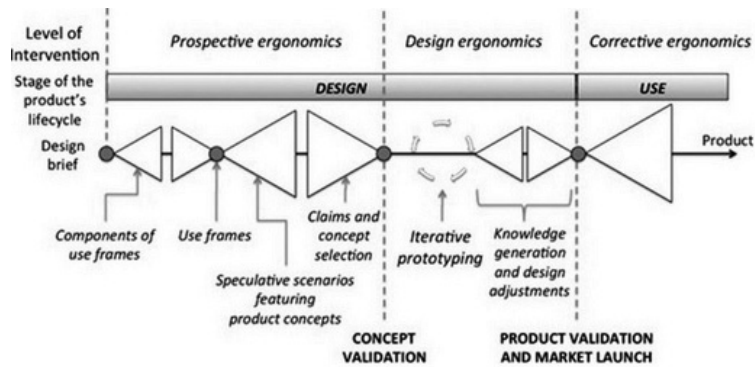 Level of
Intervention
Prospective ergonomics
Design ergonomics
Corrective ergonomics
Stage of the
product's
lifecycle
DESIGN
USE
Design
brief
Product
Components of
use frames
Use frames
Speculative scenarios
featuring
product concepts
Claims and
concept
selection
Iterative
prototyping
Knowledge
generation
and design
adjustments
CONCEPT
VALIDATION
PRODUCT VALIDATION
AND MARKET LAUNCH